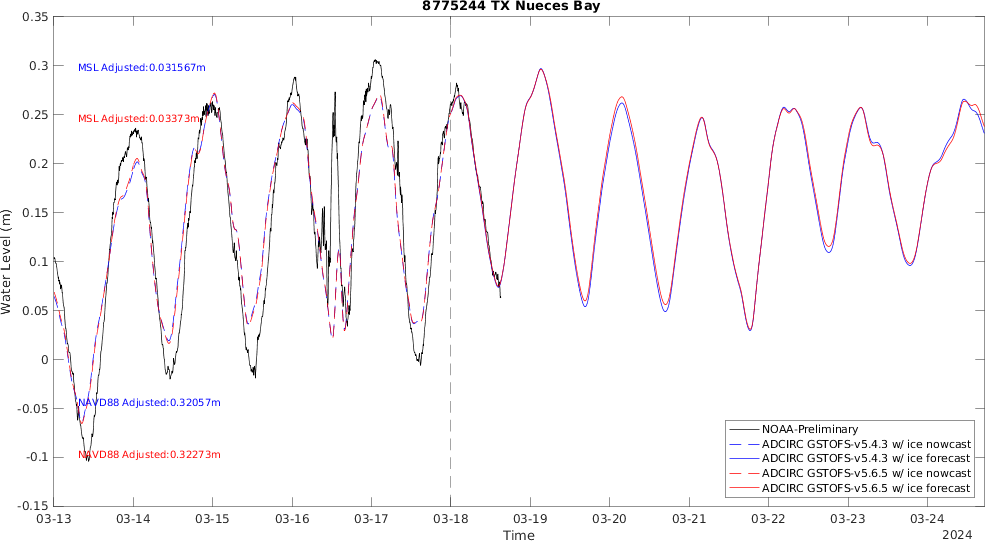 8775244 TX Nueces Bay
0.35
0.3
0.25
0.2
0.15
0.1
0.05
0
-0.05
-0.1
-0.15
Water Level (m)
MSL Adjusted:0.031567m
MSL Adjusted:0.03373m
NAVD88 Adjusted:0.32057m
NAVD88 Adjusted:0.32273m
NOAA-Preliminary
ADCIRC GSTOFS-v5.4.3 w/ ice nowcast
ADCIRC GSTOFS-v5.4.3 w/ ice forecast
ADCIRC GSTOFS-v5.6.5 w/ ice nowcast
ADCIRC GSTOFS-v5.6.5 w/ ice forecast
03-13 03-14 03-15 03-16 03-17 03-18 03-19 03-20 03-21 03-22 03-23 03-24
Time
2024